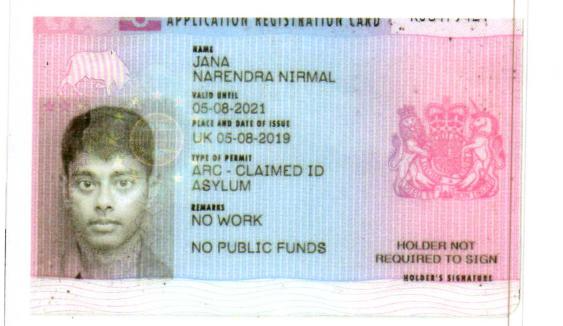 APPLICATION REGISTRATION CARD
NAME
JANA
NARENDRA NIRMAL
VALID UNTIL
05-08-2021
PLACE AND DATE OF ISSUE
UK 05-08-2019
TYPE OF PERMIT
ARC - CLAIMED ID
ASYLUM
REMARKS
NO WORK
NO PUBLIC FUNDS
HOLDER NOT
REQUIRED TO SIGN
HOLDER'S SIGNATURE